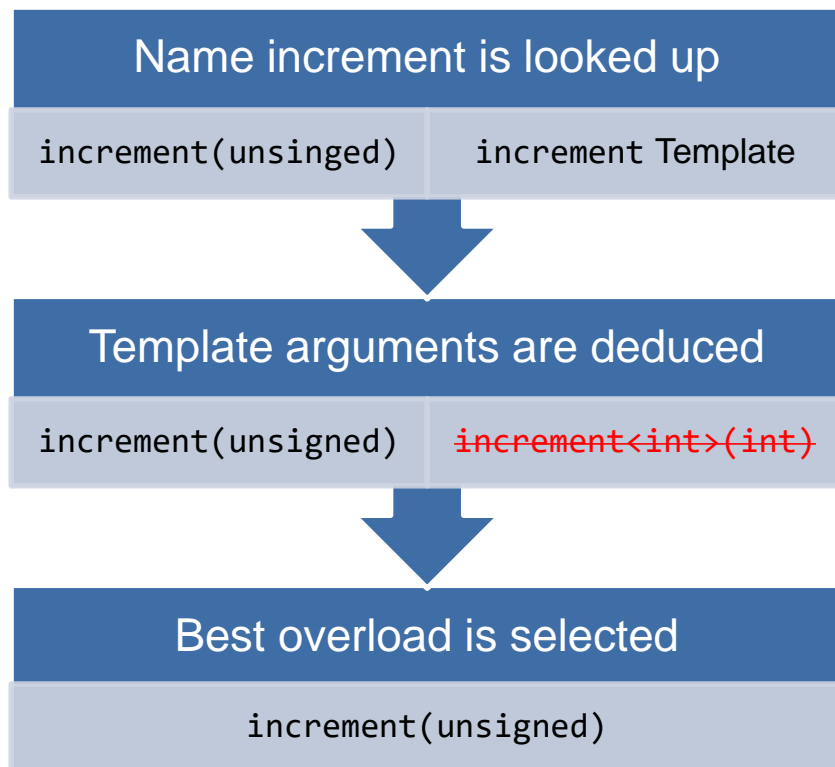 Name increment is looked up
increment(unsinged) increment Template
Template arguments are deduced
increment(unsigned) increment<int>(int)
Best overload is selected
increment(unsigned)